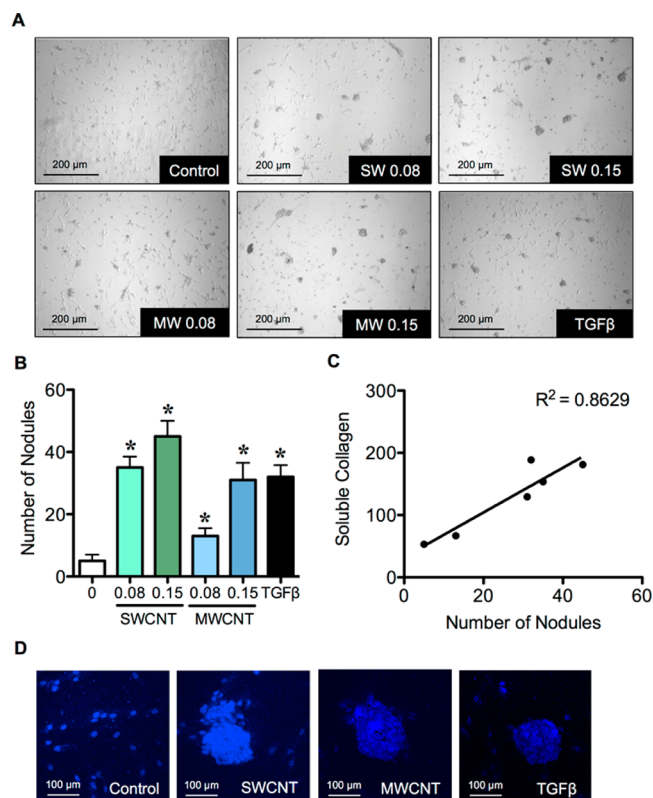 A
200 µm
Control
200 µm
SW 0.08
200 µm
SW 0.15
200 µm
MW 0.08
200 µm
MW 0.15
200 µm
TGFβ
B
Number of Nodules
60
40
20
0
*
*
*
*
*
0
0.08
0.15
0.08
0.15
TGFβ
SWCNT
MWCNT
C
R² = 0.8629
Soluble Collagen
300
200
100
0
0
20
40
60
Number of Nodules
D
100 µm
Control
100 µm
SWCNT
100 µm
MWCNT
100 µm
TGFβ